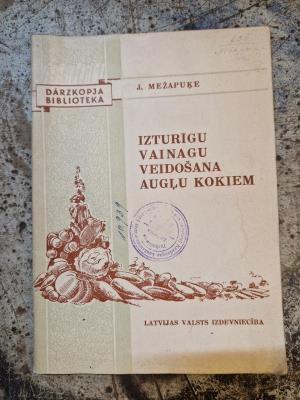 DĀRZKOPJA
BIBLIOTEKA
J. MEŽAPUĶE
IZTURĪGU
VAINAGU
VEIDOŠANA
AUGĻU KOKIEM
LATVIJAS VALSTS IZDEVNIECĪBA